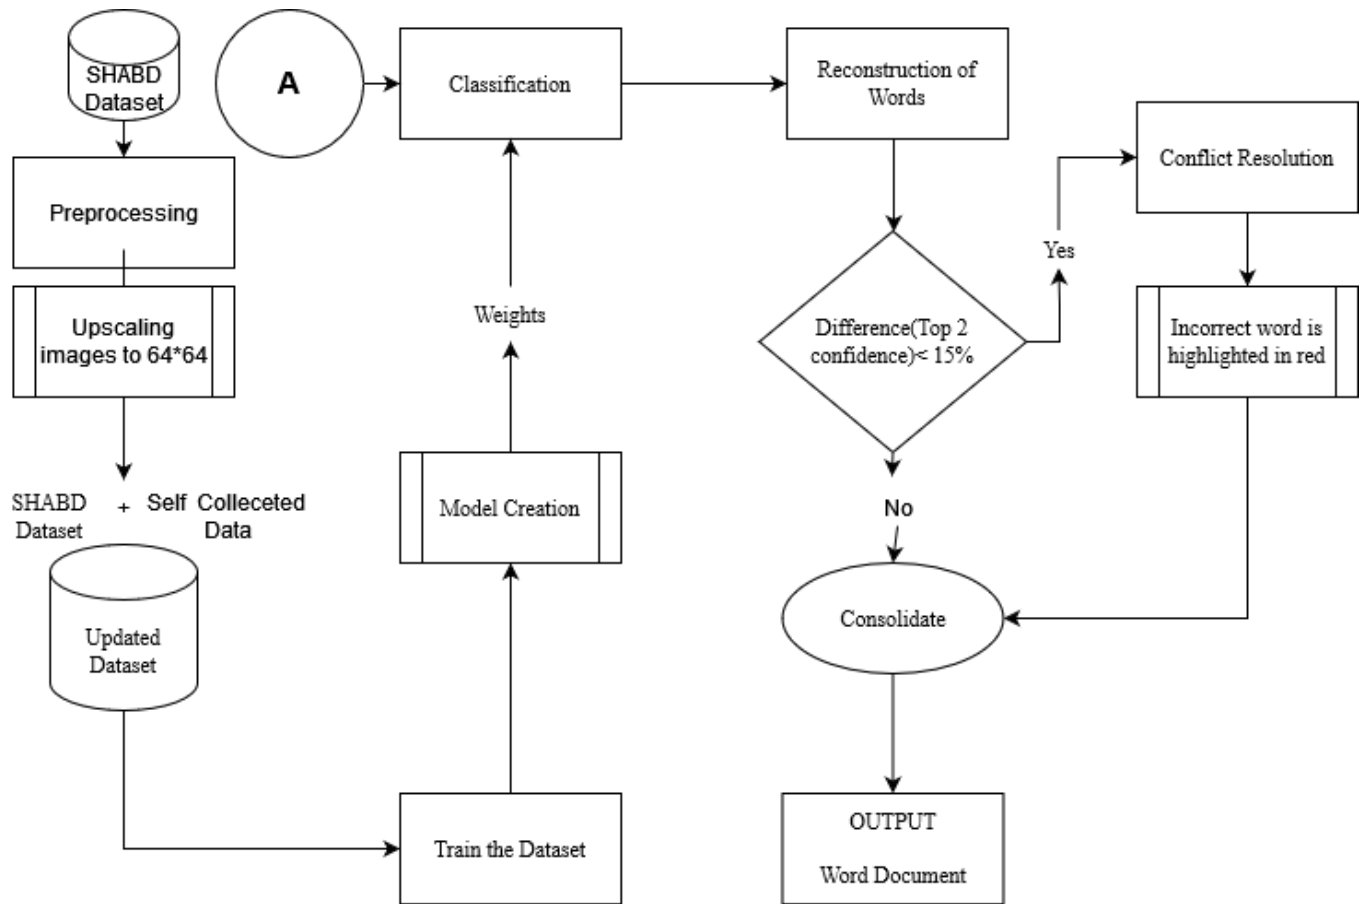 SHABD
Dataset
A
Classification
Reconstruction of
Words
Preprocessing
Conflict Resolution
Yes
Upscaling
images to 64*64
Weights
Difference(Top 2
confidence)< 15%
Incorrect word is
highlighted in red
SHABD
Dataset
+
Self Colleceted
Data
Model Creation
No
Updated
Dataset
Consolidate
Train the Dataset
OUTPUT
Word Document